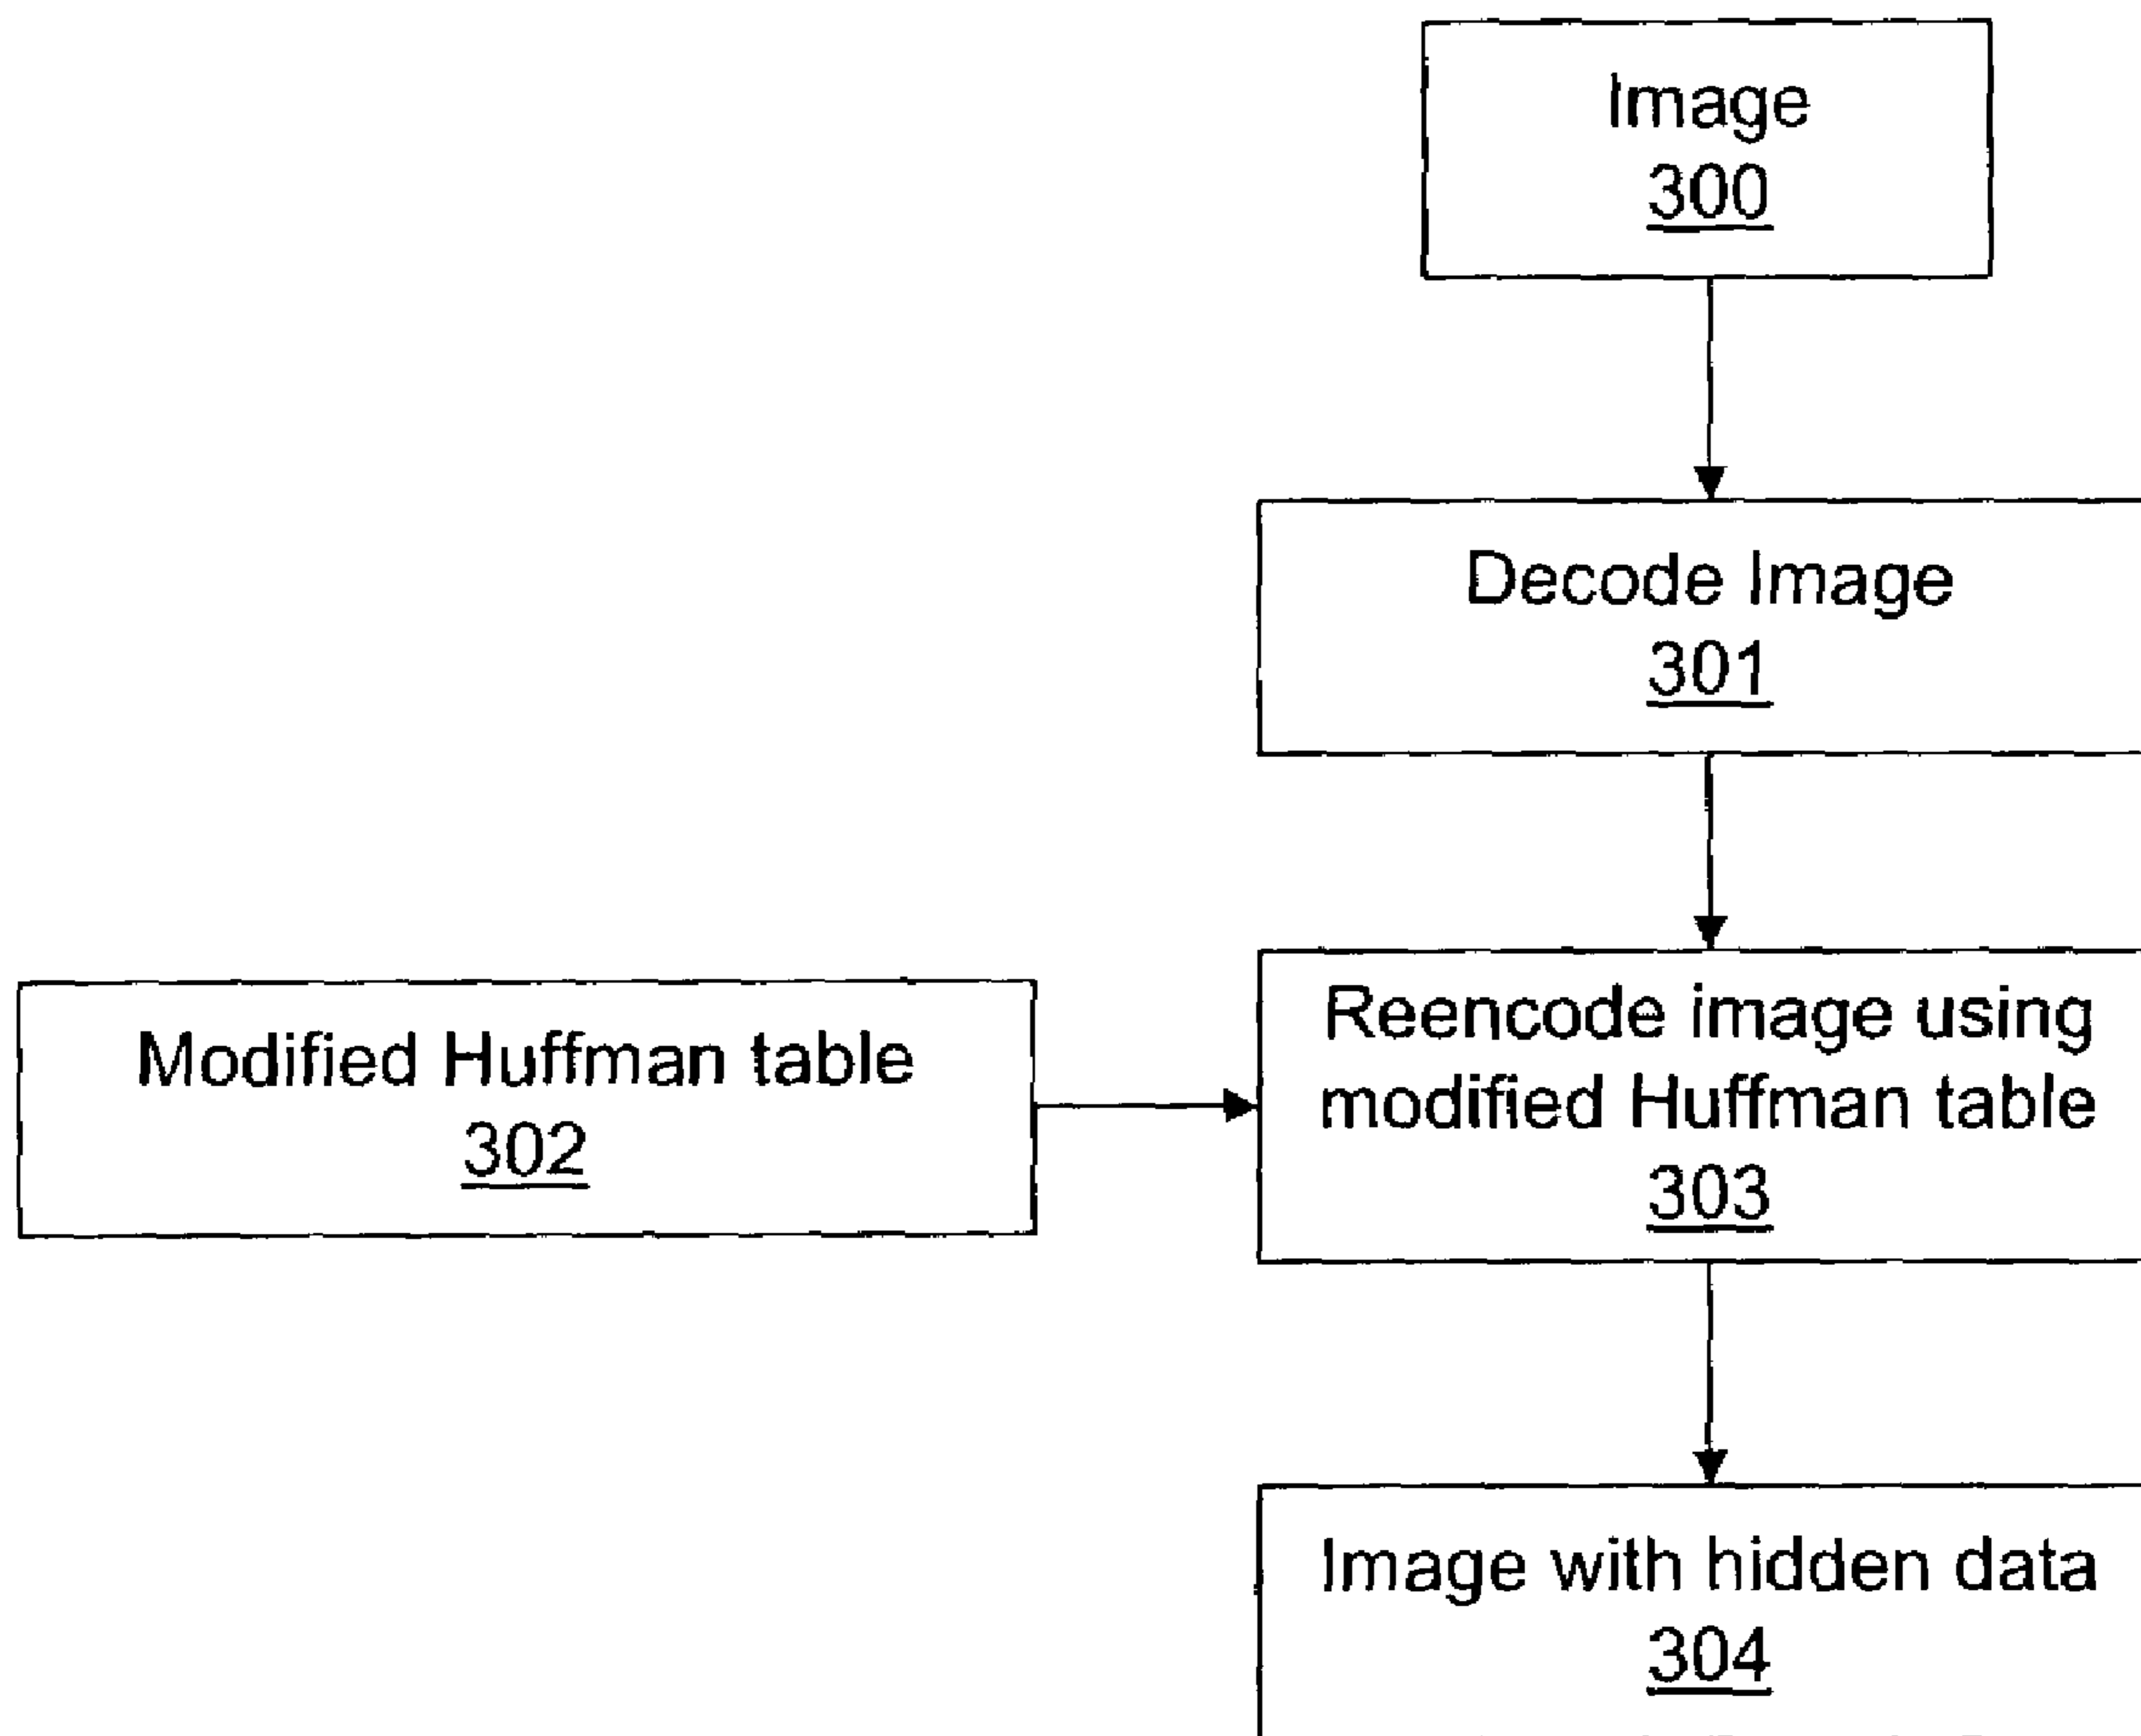 Image
300
Decode Image
301
Modified Huffman table
302
Reencode image using
modified Huffman table
303
Image with hidden data
304